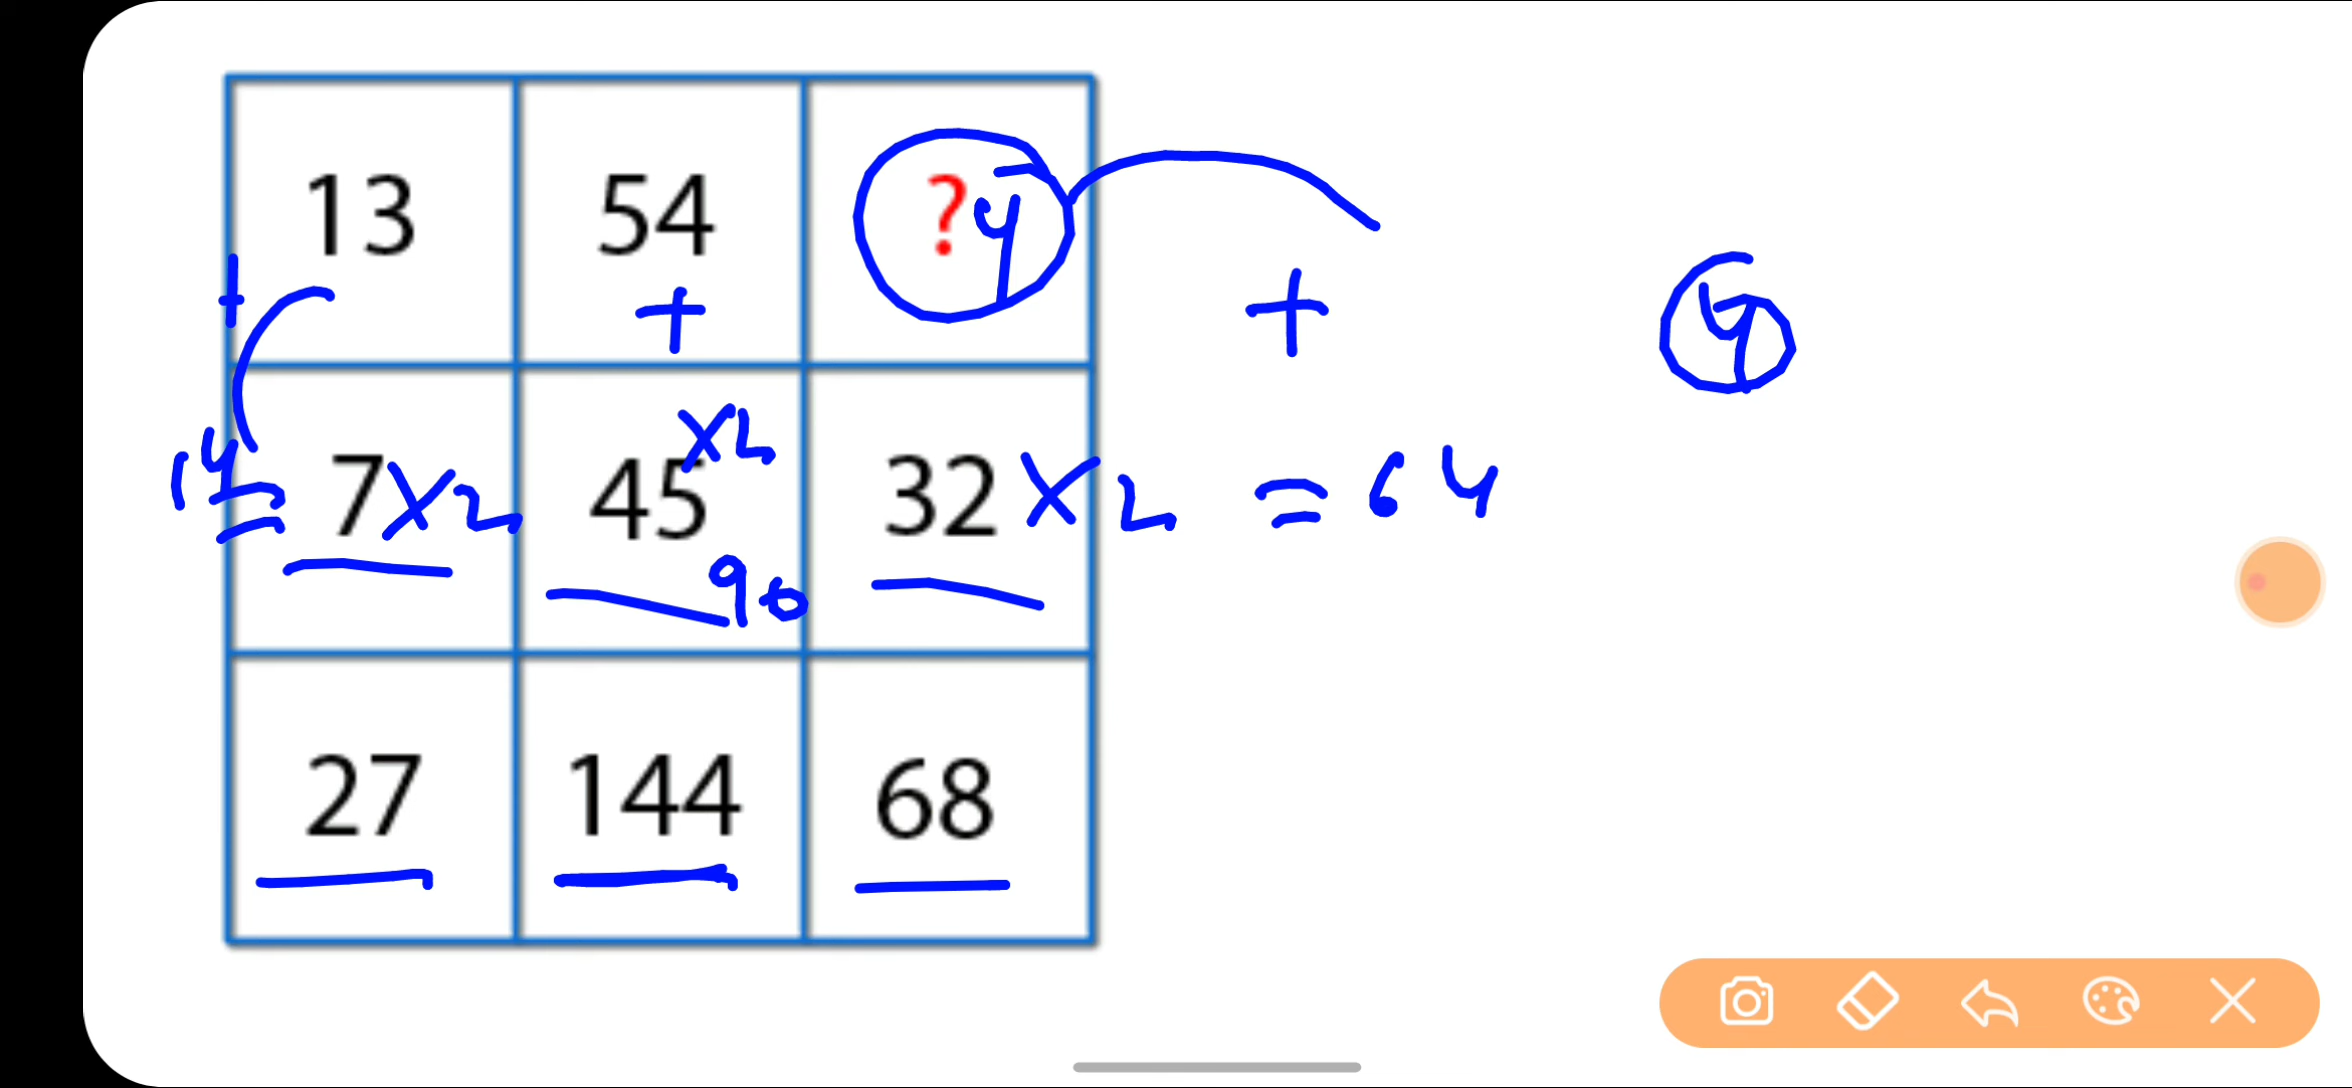 13 54 ? 4
+ + + 4
×2
14 = 7 ×2 45 32 ×2 = 64
90
27 144 68